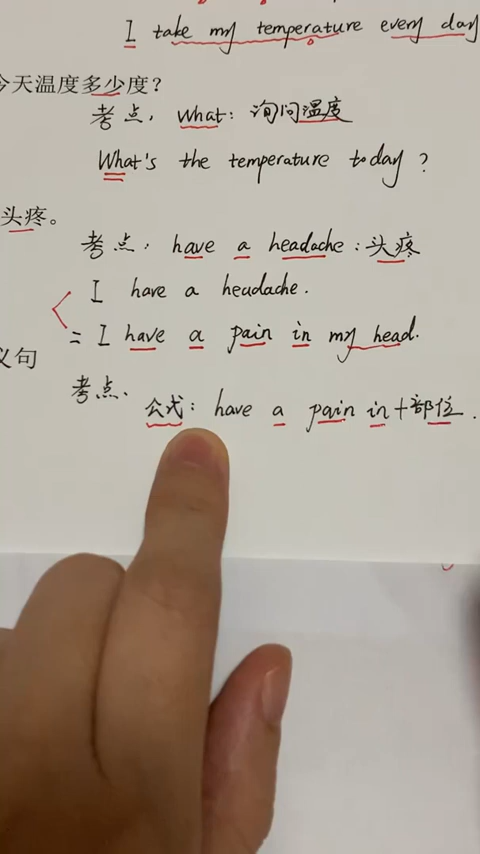 I take my temperature every day
今天温度多少度？
考点, what: 询问温度
What's the temperature today ?
头疼。
考点, have a headache: 头疼
I have a headache.
= I have a pain in my head.
义句
考点、
公式: have a pain in + 部位.